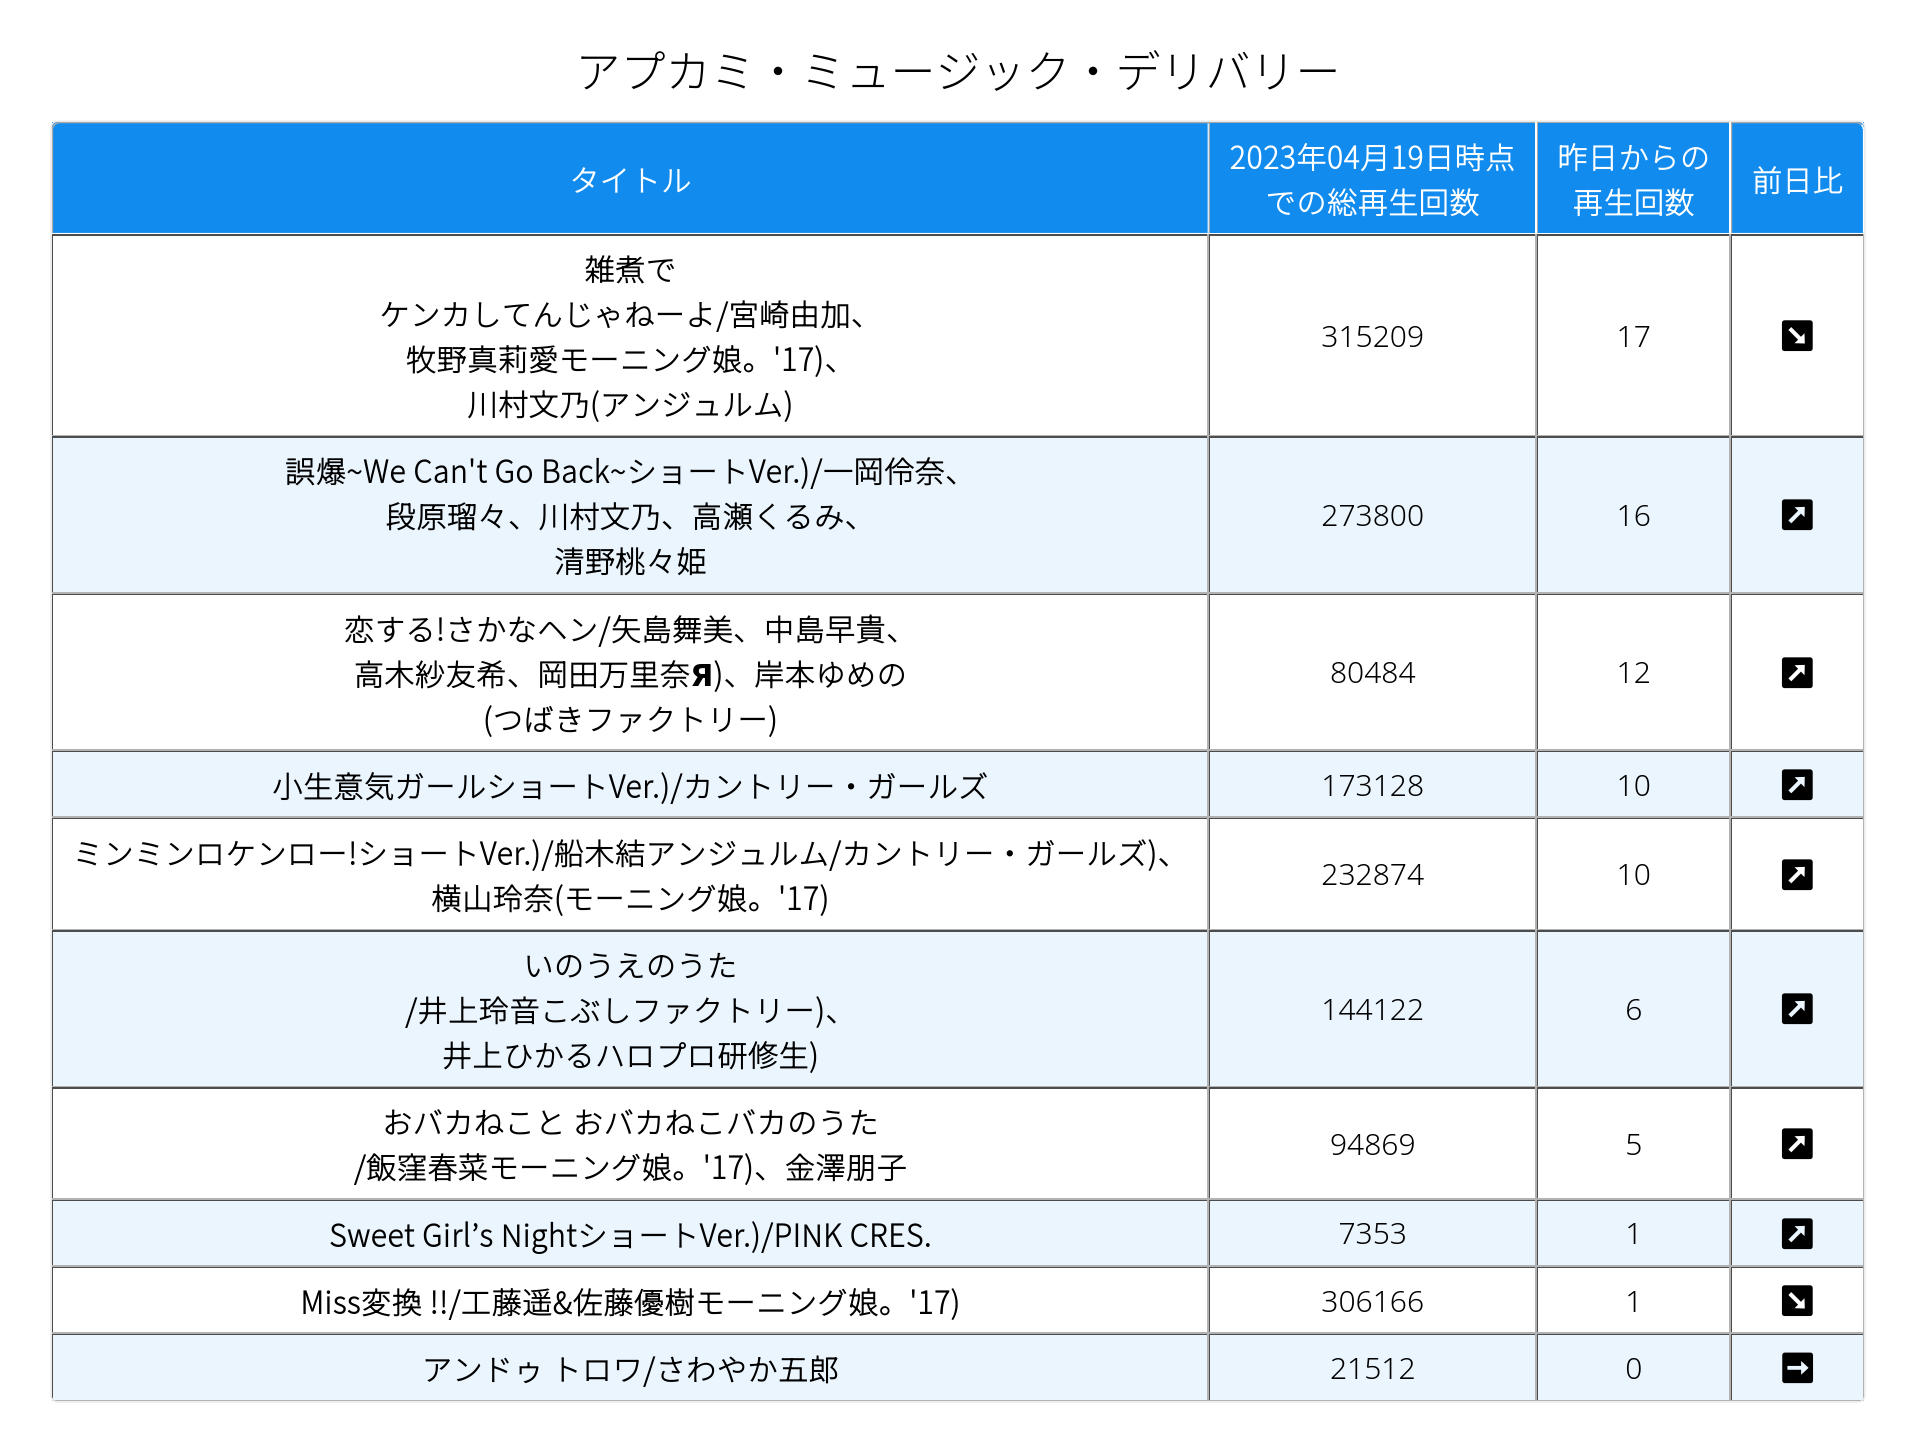 アプカミ・ミュージック・デリバリー
タイトル
2023年04月19日時点
での総再生回数
昨日からの
再生回数
前日比
雑煮で
ケンカしてんじゃねーよ/宮崎由加、
牧野真莉愛モーニング娘。'17)、
川村文乃(アンジュルム)
315209
17
誤爆~We Can't Go Back~ショートVer.)/一岡伶奈、
段原瑠々、川村文乃、高瀬くるみ、
清野桃々姫
273800
16
恋する!さかなヘン/矢島舞美、中島早貴、
高木紗友希、岡田万里奈Я)、岸本ゆめの
(つばきファクトリー)
80484
12
小生意気ガールショートVer.)/カントリー・ガールズ
173128
10
ミンミンロケンロー!ショートVer.)/船木結アンジュルム/カントリー・ガールズ)、
横山玲奈(モーニング娘。'17)
232874
10
いのうえのうた
/井上玲音こぶしファクトリー)、
井上ひかるハロプロ研修生)
144122
6
おバカねこと おバカねこバカのうた
/飯窪春菜モーニング娘。'17)、金澤朋子
94869
5
Sweet Girl’s NightショートVer.)/PINK CRES.
7353
1
Miss変換 !!/工藤遥&佐藤優樹モーニング娘。'17)
306166
1
アンドゥ トロワ/さわやか五郎
21512
0